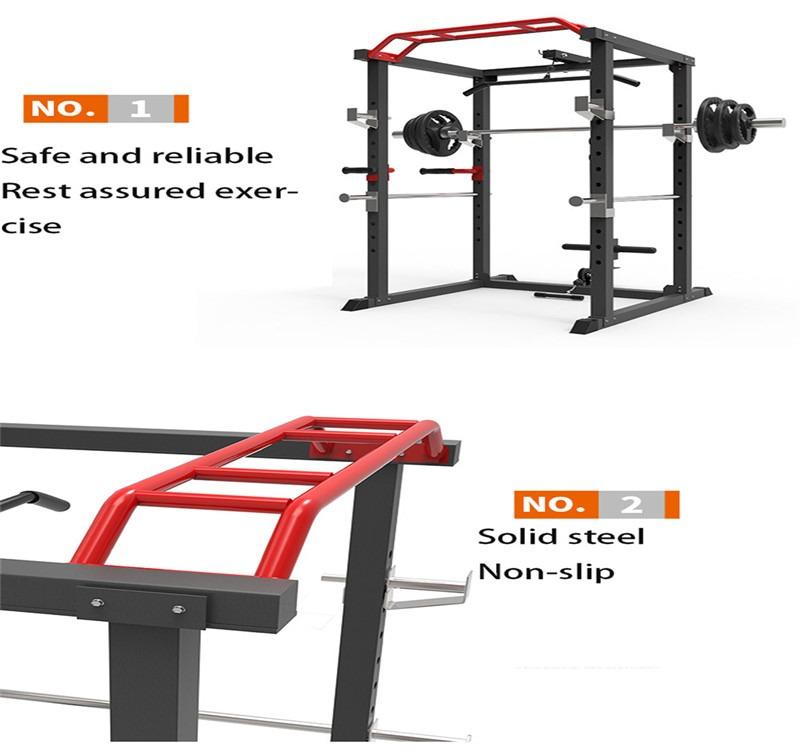 NO. 1
Safe and reliable
Rest assured exer-
cise
NO. 2
Solid steel
Non-slip